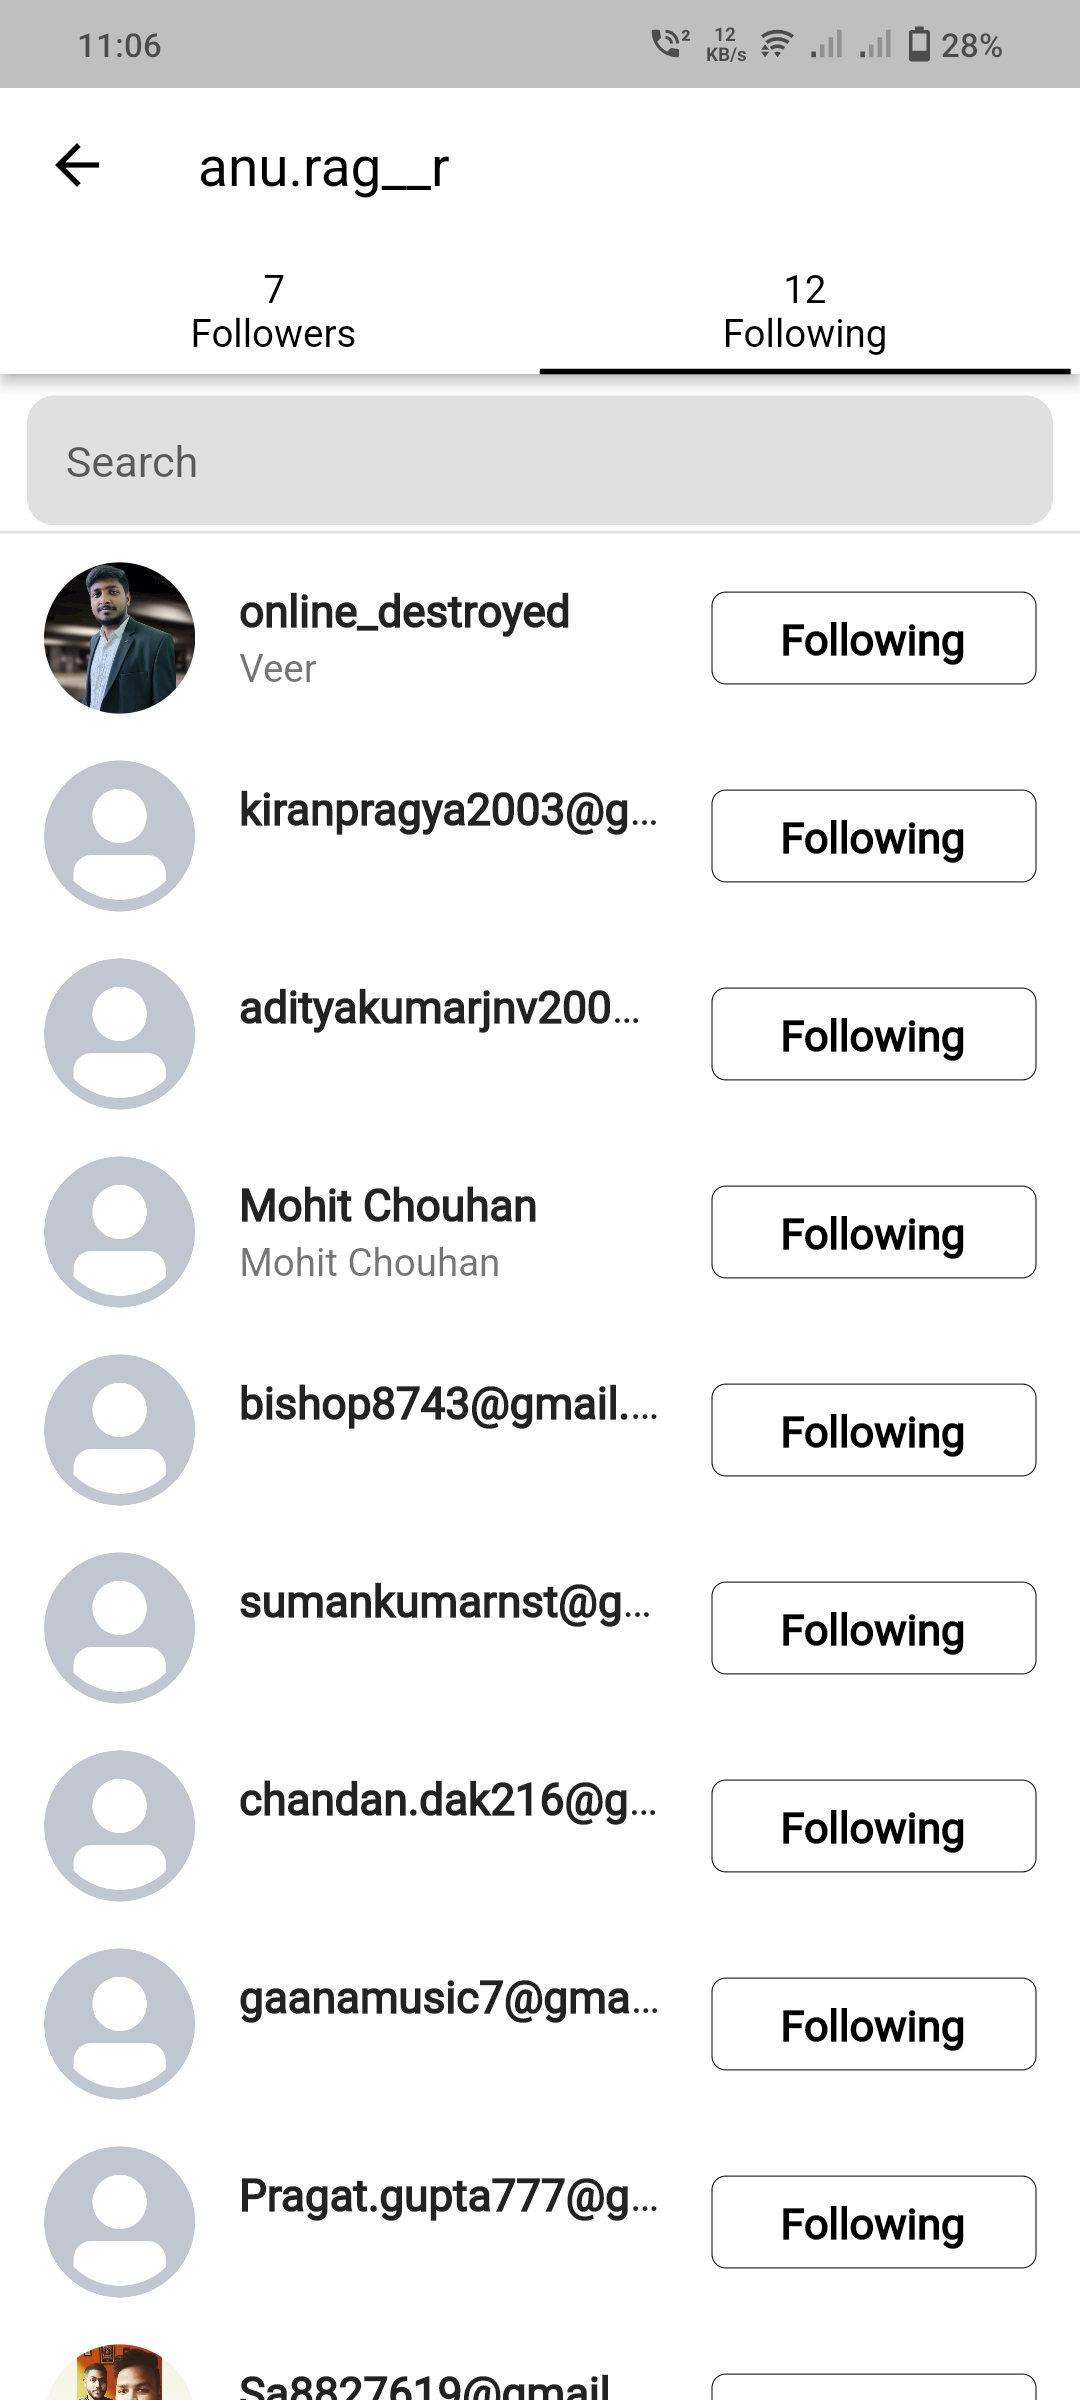 11:06
2
12
KB/s
28%
anu.rag__r
7
Followers
12
Following
Search
online_destroyed
Veer
Following
kiranpragya2003@g...
Following
adityakumarjnv200...
Following
Mohit Chouhan
Mohit Chouhan
Following
bishop8743@gmail....
Following
sumankumarnst@g...
Following
chandan.dak216@g...
Following
gaanamusic7@gma...
Following
Pragat.gupta777@g...
Following
Sa8827619@gmail